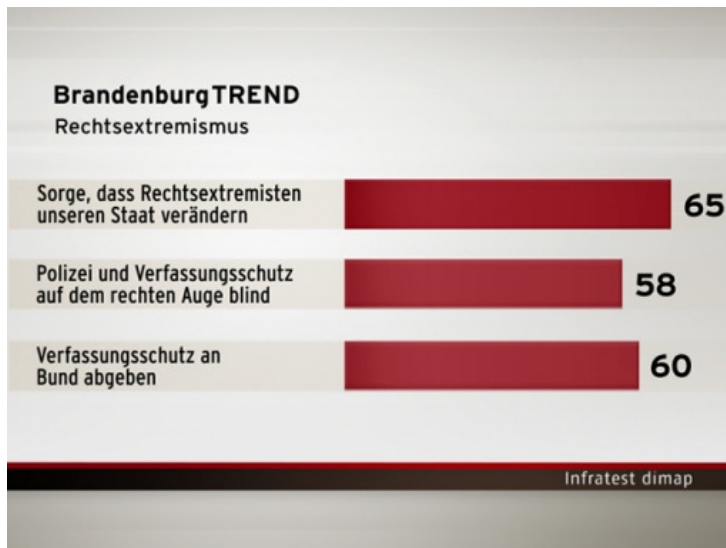 BrandenburgTREND
Rechtsextremismus
Sorge, dass Rechtsextremisten
unseren Staat verändern
65
Polizei und Verfassungsschutz
auf dem rechten Auge blind
58
Verfassungsschutz an
Bund abgeben
60
Infratest dimap